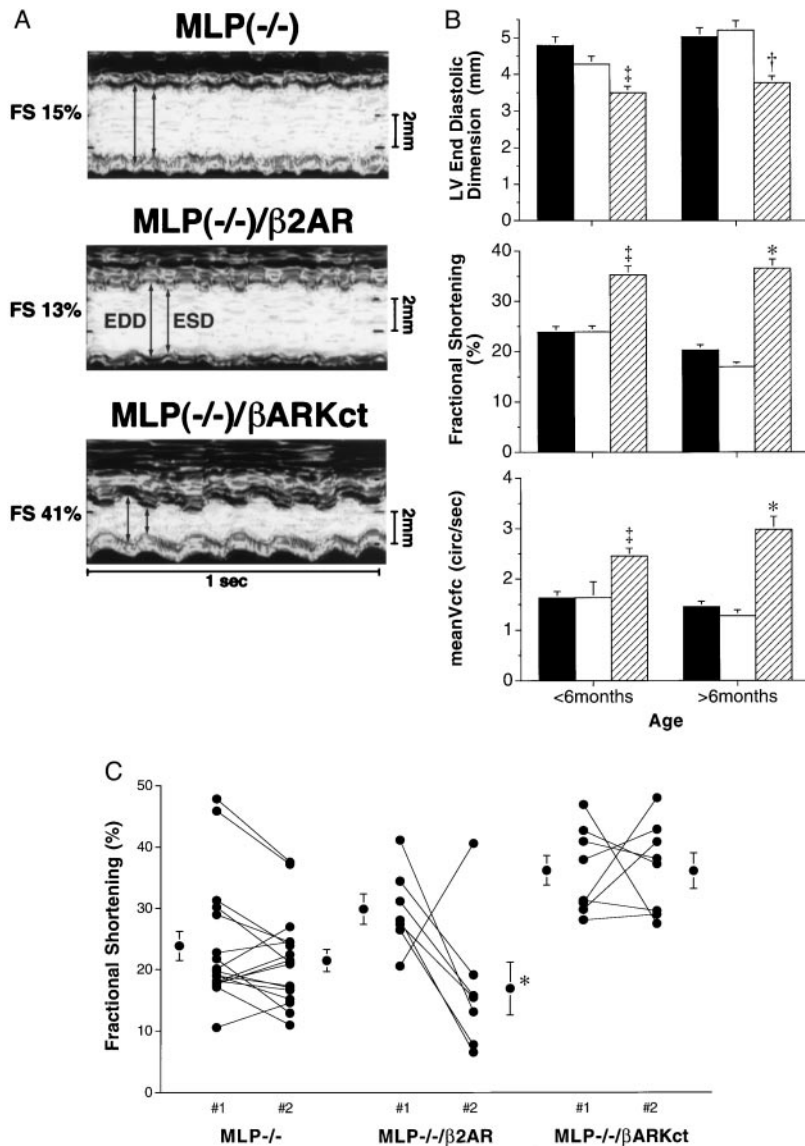 A
MLP(-/-)
FS 15%
2mm
MLP(-/-)/β2AR
FS 13%
EDD
ESD
2mm
MLP(-/-)/βARKct
FS 41%
2mm
1 sec
B
LV End Diastolic
Dimension (mm)
6
5
4
3
2
1
0
‡
†
Fractional Shortening
(%)
40
30
20
10
0
‡
*
meanVcfc (circ/sec)
4
3
2
1
0
‡
*
<6months
>6months
Age
C
Fractional Shortening (%)
50
40
30
20
10
0
*
#1
#2
#1
#2
#1
#2
MLP-/-
MLP-/-/β2AR
MLP-/-/βARKct